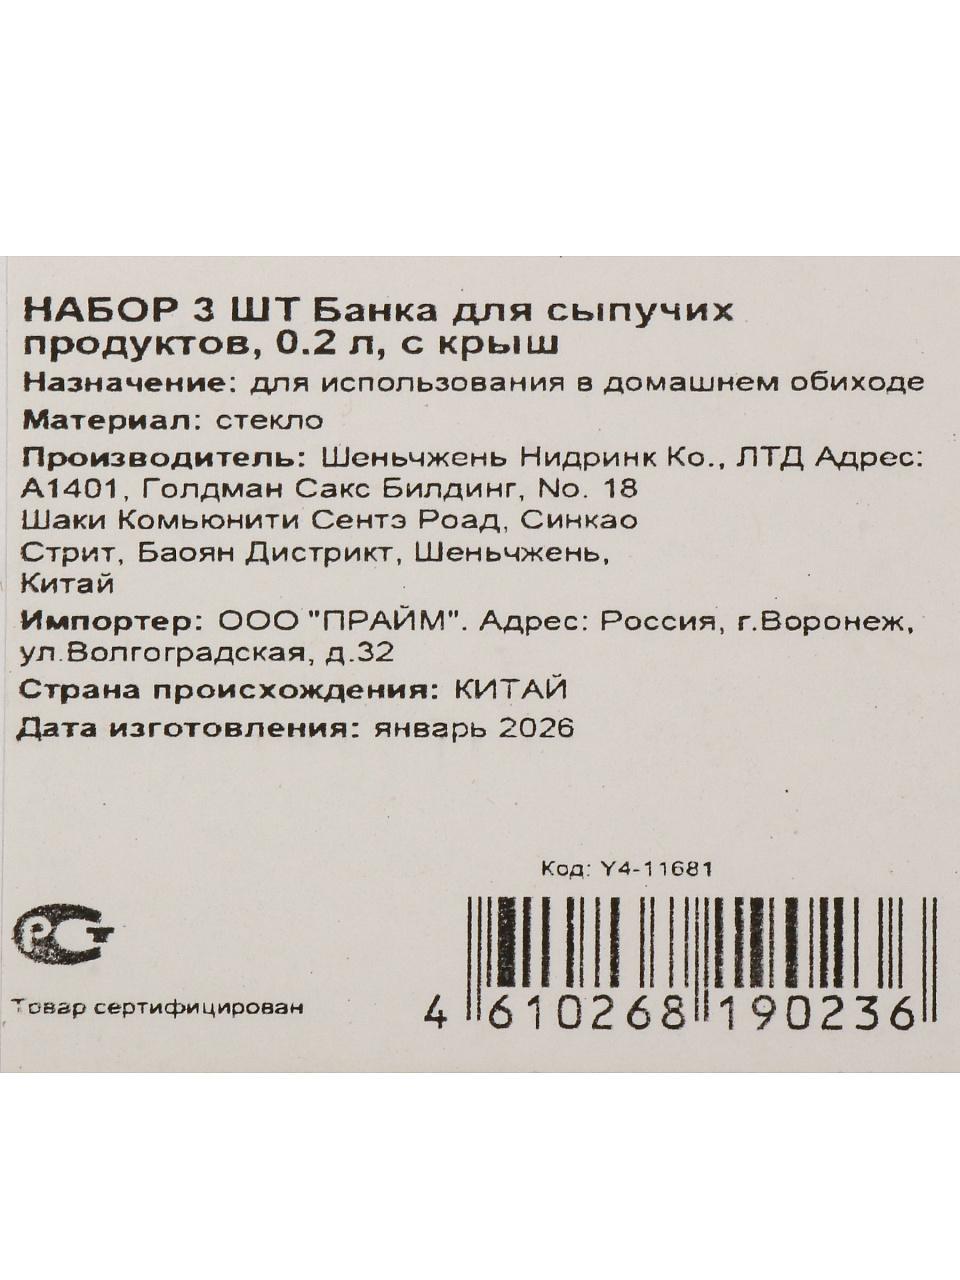 НАБОР 3 ШТ Банка для сыпучих
продуктов, 0.2 л, с крыш
Назначение: для использования в домашнем обиходе
Материал: стекло
Производитель: Шеньчжень Нидринк Ко., ЛТД Адрес:
А1401, Голдман Сакс Билдинг, No. 18
Шаки Комьюнити Сентэ Роад, Синкао
Стрит, Баоян Дистрикт, Шеньчжень,
Китай
Импортер: ООО "ПРАЙМ". Адрес: Россия, г.Воронеж,
ул.Волгоградская, д.32
Страна происхождения: КИТАЙ
Дата изготовления: январь 2026
Код: Y4-11681
РСТ
Товар сертифицирован
4 610268 190236